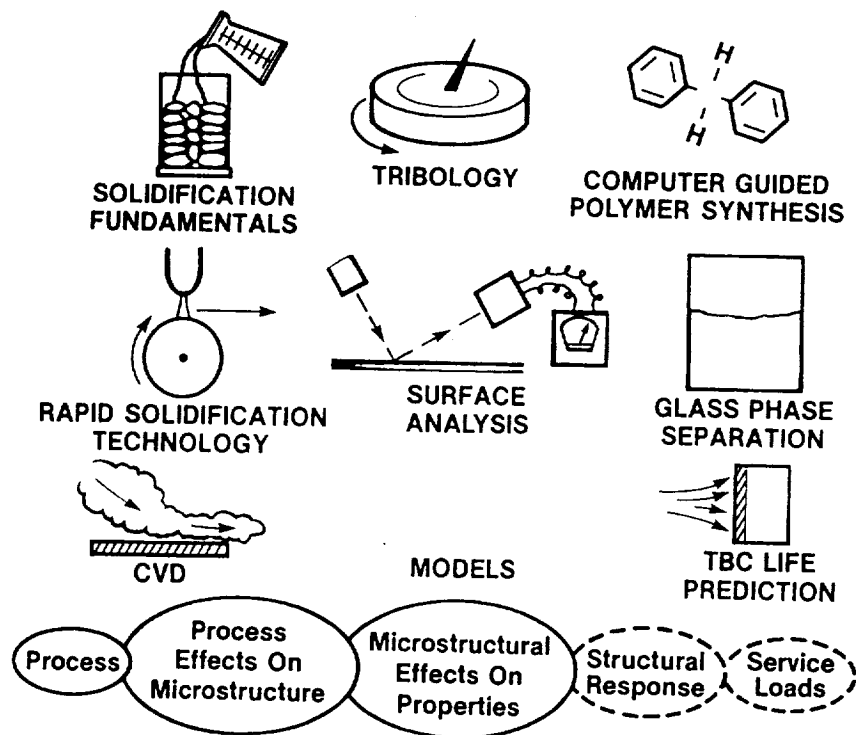 H
H
SOLIDIFICATION
FUNDAMENTALS
TRIBOLOGY
COMPUTER GUIDED
POLYMER SYNTHESIS
RAPID SOLIDIFICATION
TECHNOLOGY
SURFACE
ANALYSIS
GLASS PHASE
SEPARATION
CVD
MODELS
TBC LIFE
PREDICTION
Process
Process
Effects On
Microstructure
Microstructural
Effects On
Properties
Structural
Response
Service
Loads